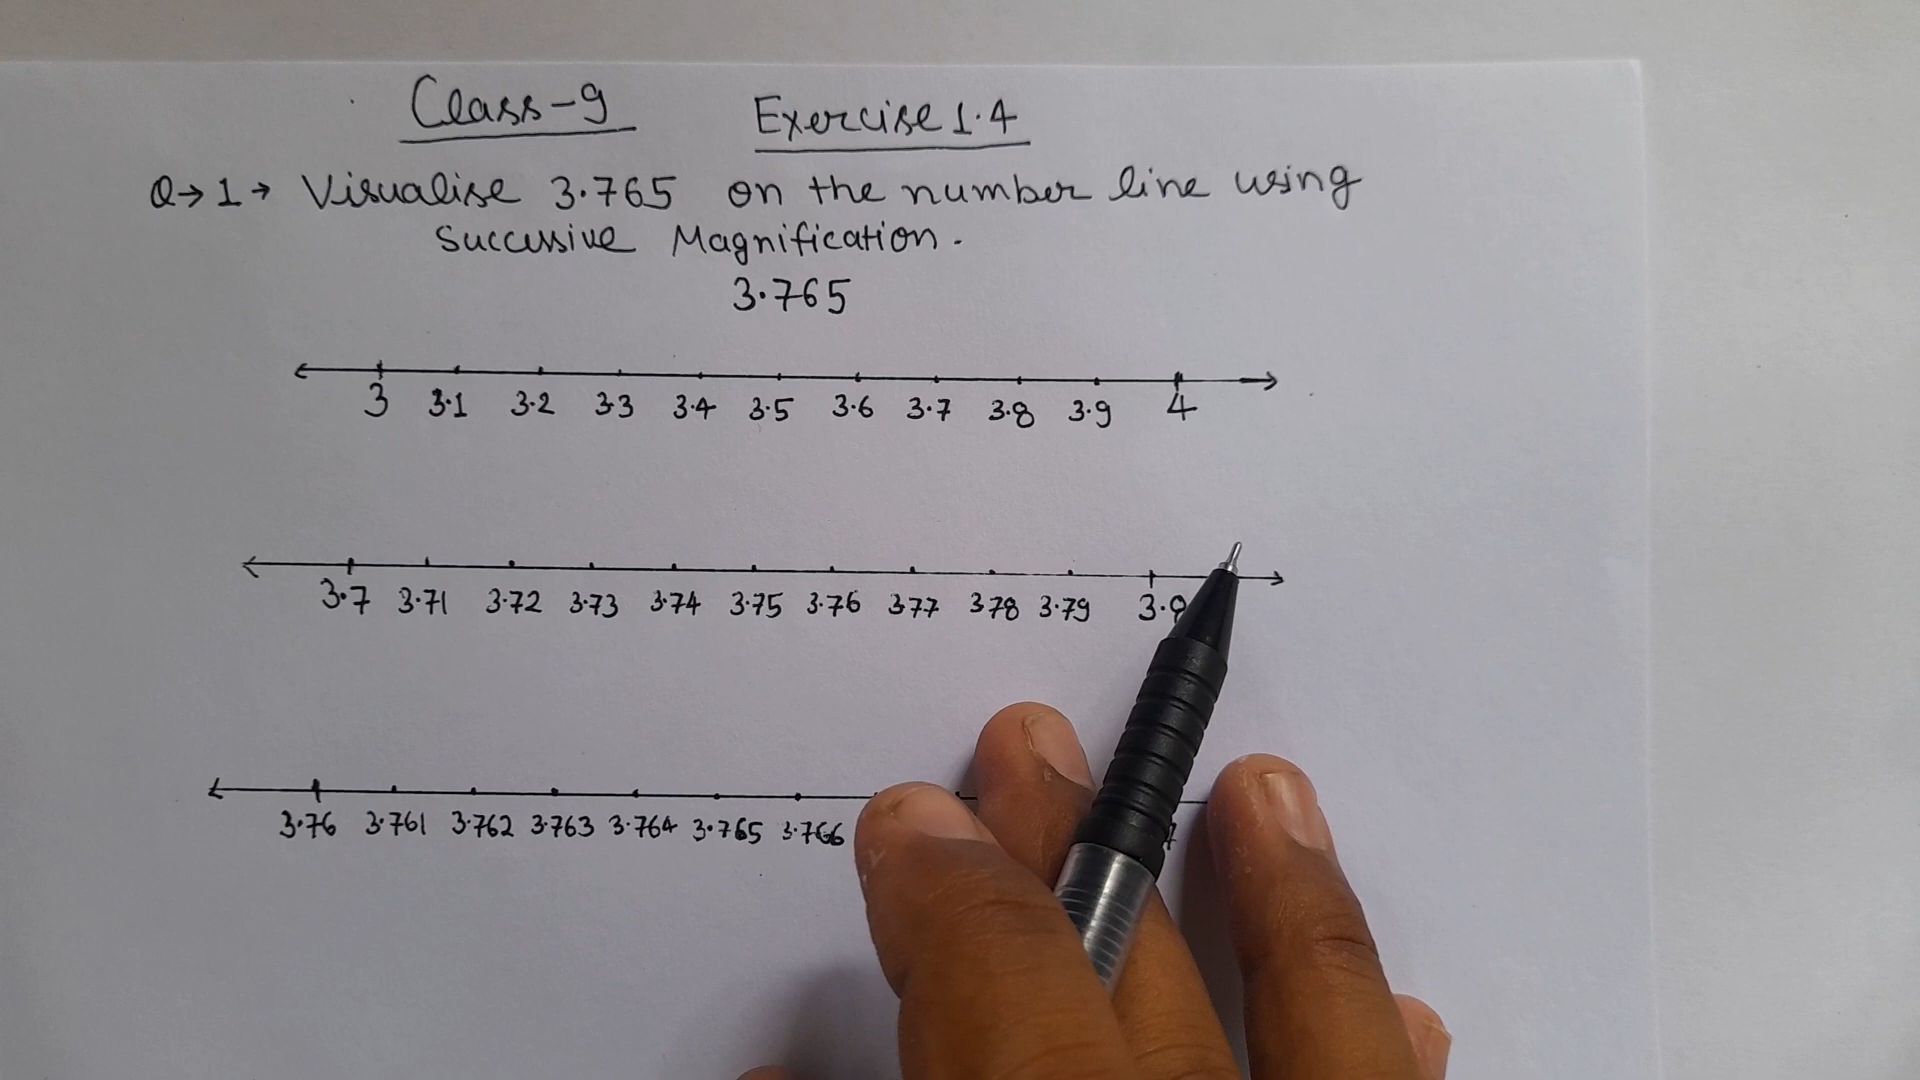 Class-9 Exercise 1.4
Q→1→ Visualise 3.765 on the number line using
Successive Magnification.
3.765
3 3.1 3.2 3.3 3.4 3.5 3.6 3.7 3.8 3.9 4
3.7 3.71 3.72 3.73 3.74 3.75 3.76 3.77 3.78 3.79
3.76 3.761 3.762 3.763 3.764 3.765 3.766